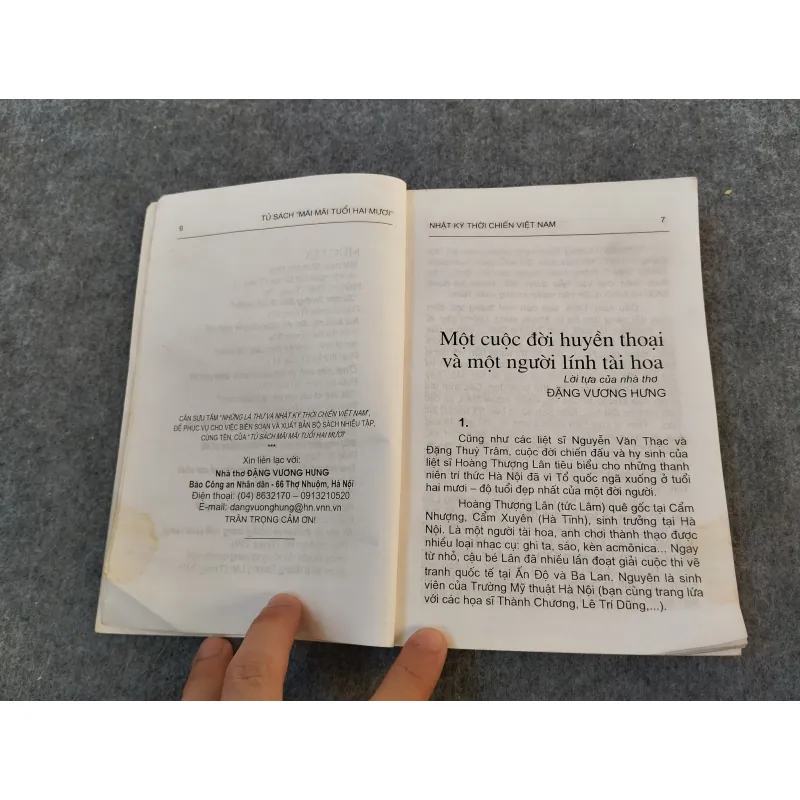 6
TỦ SÁCH "MÃI MÃI TUỔI HAI MƯƠI"
CẦN SƯU TẦM "NHỮNG LÁ THƯ VÀ NHẬT KÝ THỜI CHIẾN VIỆT NAM",
ĐỂ PHỤC VỤ CHO VIỆC BIÊN SOẠN VÀ XUẤT BẢN BỘ SÁCH NHIỀU TẬP,
CÙNG TÊN, CỦA "TỦ SÁCH MÃI MÃI TUỔI HAI MƯƠI"
***
Xin liên lạc với:
Nhà thơ ĐẶNG VƯƠNG HƯNG
Báo Công an Nhân dân - 66 Thợ Nhuộm, Hà Nội
Điện thoại: (04) 8632170 – 0913210520
E-mail: dangvuonghung@hn.vnn.vn
TRÂN TRỌNG CẢM ƠN!
NHẬT KÝ THỜI CHIẾN VIỆT NAM
7
Một cuộc đời huyền thoại
và một người lính tài hoa
Lời tựa của nhà thơ
ĐẶNG VƯƠNG HƯNG
1.
Cũng như các liệt sĩ Nguyễn Văn Thạc và
Đặng Thuỳ Trâm, cuộc đời chiến đấu và hy sinh của
liệt sĩ Hoàng Thượng Lân tiêu biểu cho những thanh
niên trí thức Hà Nội đã vì Tổ quốc ngã xuống ở tuổi
hai mươi – độ tuổi đẹp nhất của một đời người.
Hoàng Thượng Lân (tức Lâm) quê gốc tại Cẩm
Nhượng, Cẩm Xuyên (Hà Tĩnh), sinh trưởng tại Hà
Nội. Là một người tài hoa, anh chơi thành thạo được
nhiều loại nhạc cụ: ghi ta, sáo, kèn acmônica... Ngay
từ nhỏ, cậu bé Lân đã nhiều lần đoạt giải cuộc thi vẽ
tranh quốc tế tại Ấn Độ và Ba Lan. Nguyên là sinh
viên của Trường Mỹ thuật Hà Nội (bạn cùng trang lứa
với các họa sĩ Thành Chương, Lê Trí Dũng,...).